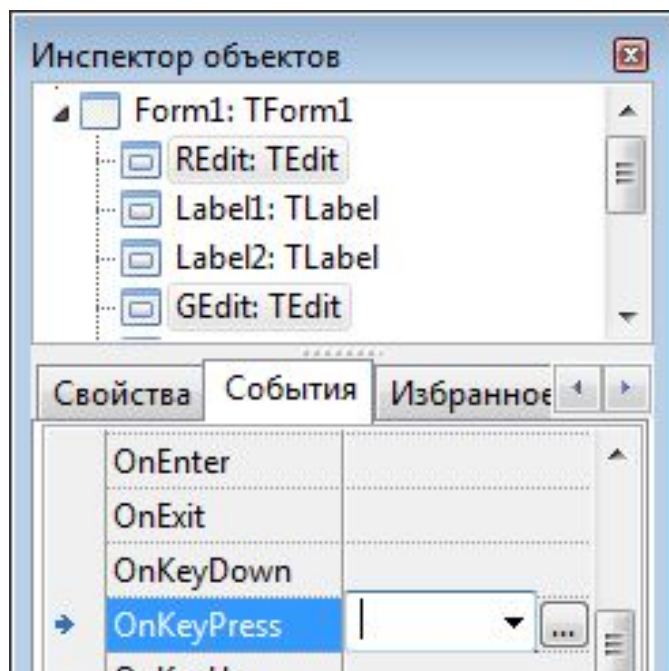 Инспектор объектов
Form1: TForm1
REdit: TEdit
Label1: TLabel
Label2: TLabel
GEdit: TEdit
Свойства События Избранное
OnEnter
OnExit
OnKeyDown
OnKeyPress ...